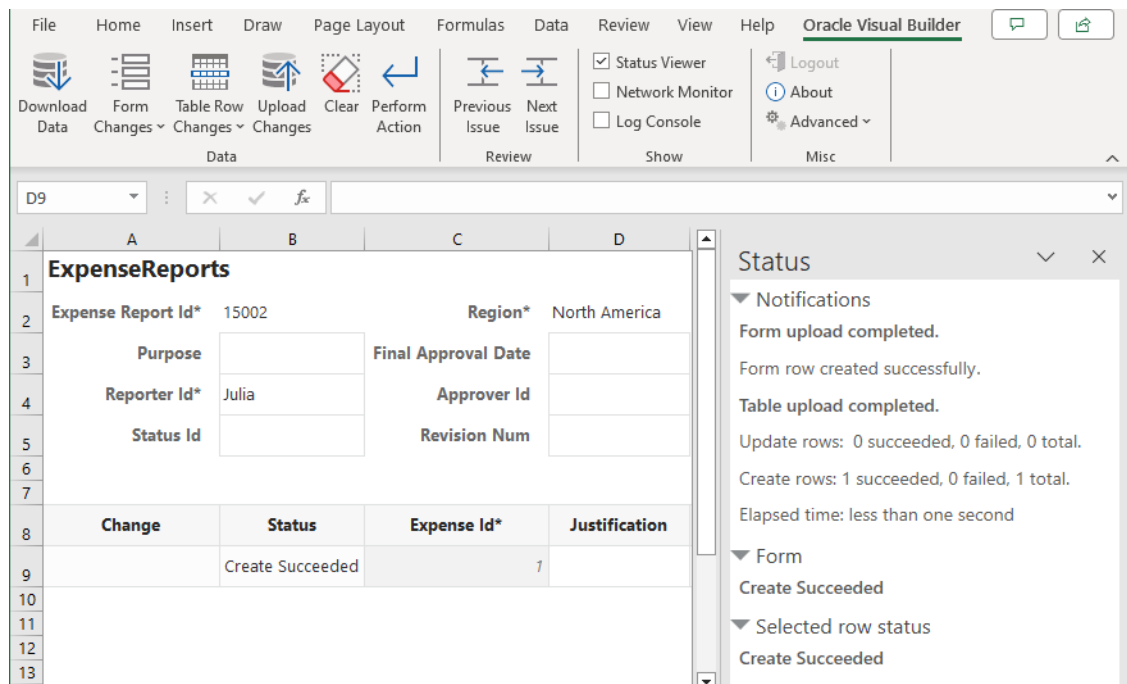 File Home Insert Draw Page Layout Formulas Data Review View Help Oracle Visual Builder
Download Data
Form Changes
Table Row Changes
Upload Changes
Clear
Perform Action
Previous Issue
Next Issue
Status Viewer
Network Monitor
Log Console
Logout
About
Advanced
Data Review Show Misc
D9 fx
A B C D
1 ExpenseReports
2 Expense Report Id* 15002 Region* North America
3 Purpose Final Approval Date
4 Reporter Id* Julia Approver Id
5 Status Id Revision Num
6
7
8 Change Status Expense Id* Justification
9 Create Succeeded 1
10
11
12
13
Status
Notifications
Form upload completed.
Form row created successfully.
Table upload completed.
Update rows: 0 succeeded, 0 failed, 0 total.
Create rows: 1 succeeded, 0 failed, 1 total.
Elapsed time: less than one second
Form
Create Succeeded
Selected row status
Create Succeeded